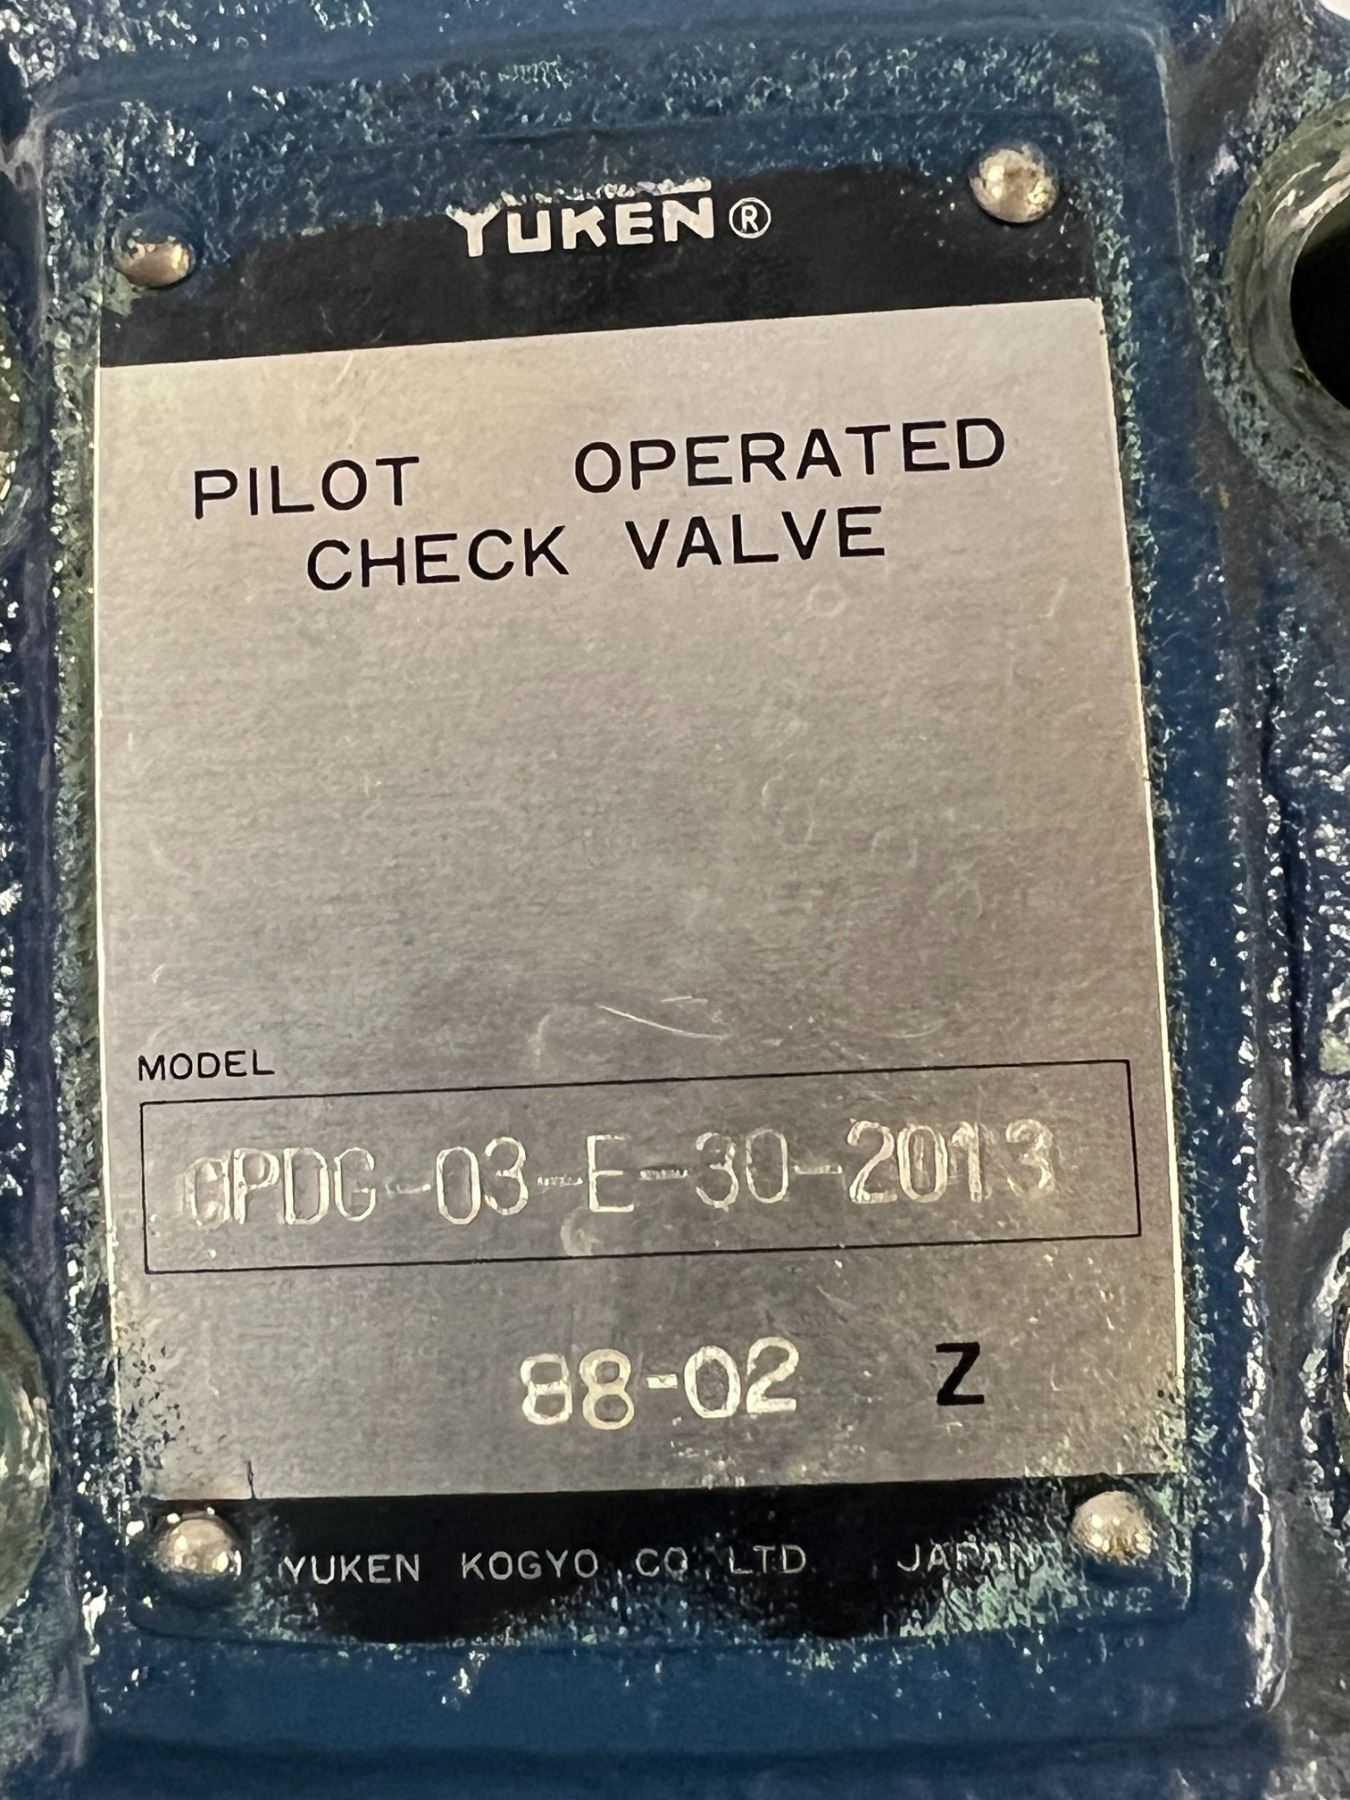 YUKEN®
PILOT OPERATED
CHECK VALVE
MODEL
CPDG-03-E-30-2013
88-02 Z
YUKEN KOGYO CO LTD JAPAN